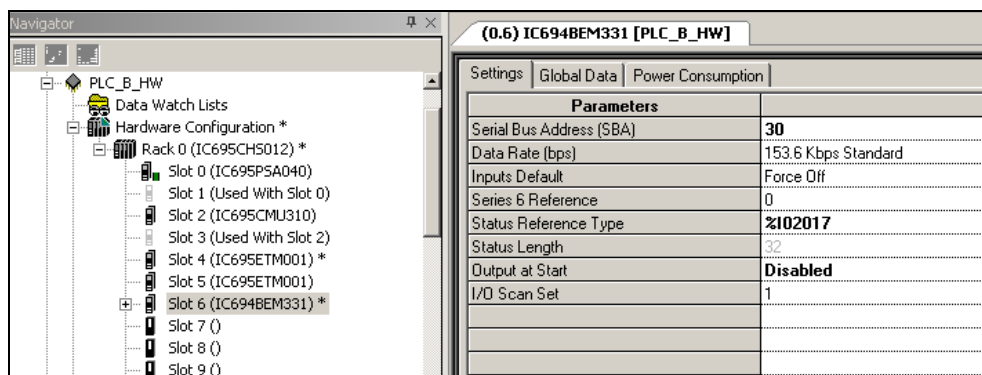 Navigator
PLC_B_HW
Data Watch Lists
Hardware Configuration *
Rack 0 (IC695CHS012) *
Slot 0 (IC695PSA040)
Slot 1 (Used With Slot 0)
Slot 2 (IC695CMU310)
Slot 3 (Used With Slot 2)
Slot 4 (IC695ETM001) *
Slot 5 (IC695ETM001)
Slot 6 (IC694BEM331) *
Slot 7 ()
Slot 8 ()
Slot 9 ()
(0.6) IC694BEM331 [PLC_B_HW]
Settings Global Data Power Consumption
Parameters
Serial Bus Address (SBA) 30
Data Rate (bps) 153.6 Kbps Standard
Inputs Default Force Off
Series 6 Reference 0
Status Reference Type %I02017
Status Length 32
Output at Start Disabled
I/O Scan Set 1